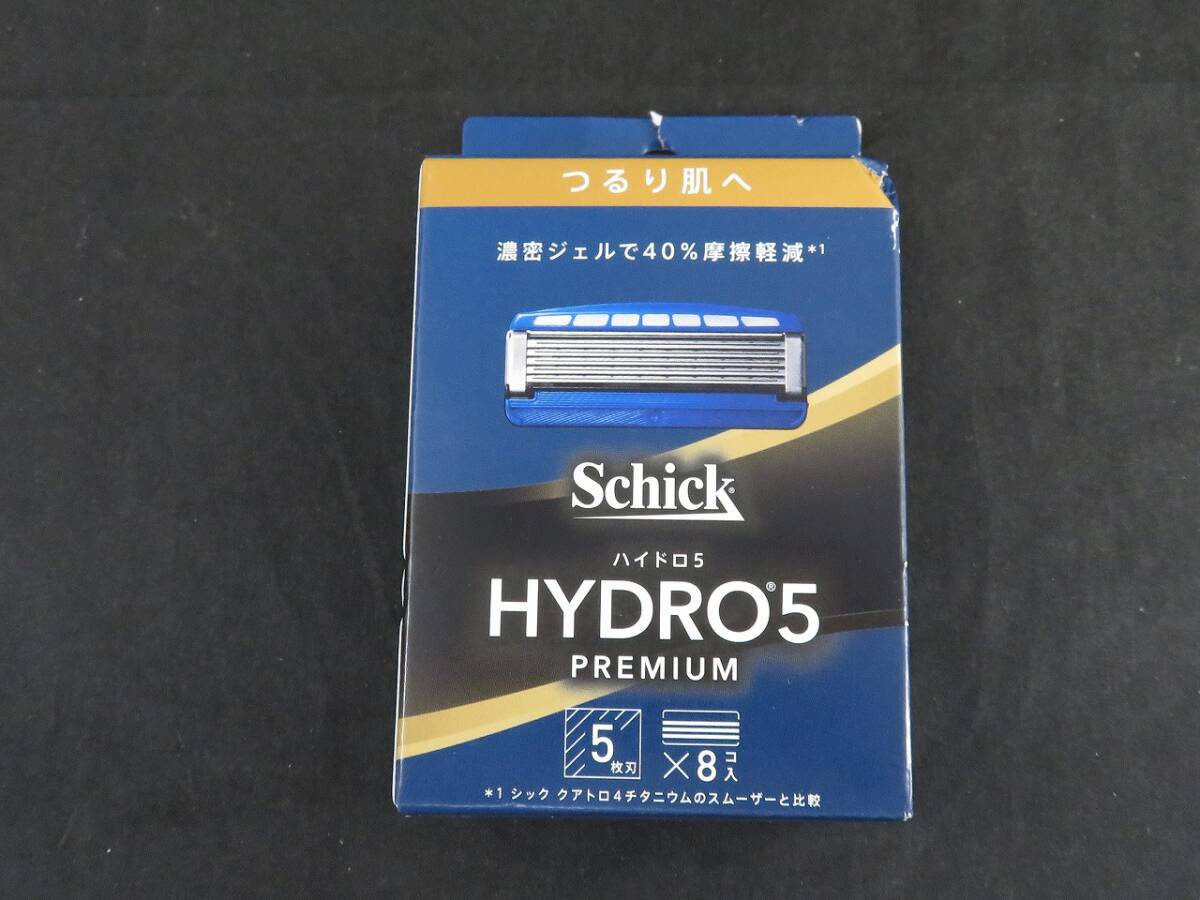 つるり肌へ
濃密ジェルで40%摩擦軽減*1
Schick®
ハイドロ5
HYDRO®5
PREMIUM
5枚刃
×8コ入
*1 シック クアトロ4チタニウムのスムーザーと比較